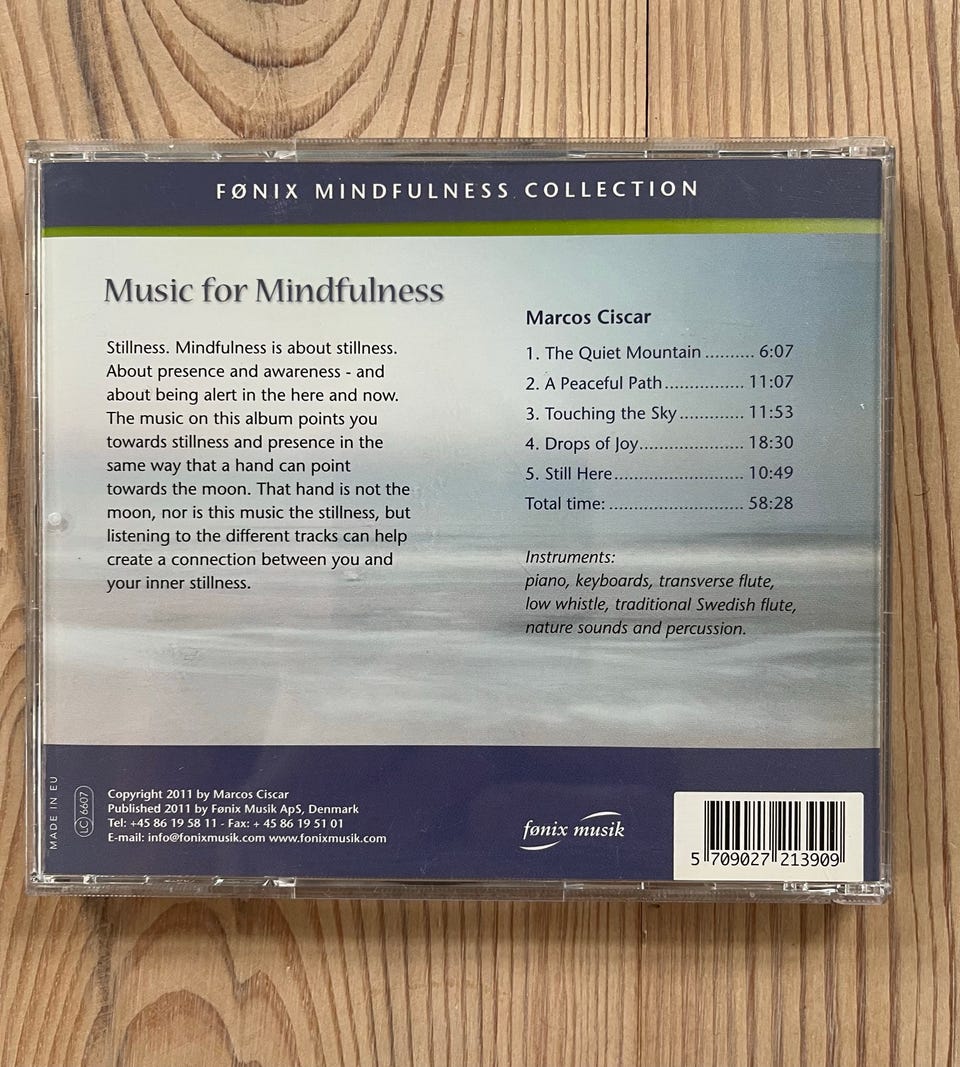 FØNIX MINDFULNESS COLLECTION
Music for Mindfulness
Stillness. Mindfulness is about stillness.
About presence and awareness - and
about being alert in the here and now.
The music on this album points you
towards stillness and presence in the
same way that a hand can point
towards the moon. That hand is not the
moon, nor is this music the stillness, but
listening to the different tracks can help
create a connection between you and
your inner stillness.
Marcos Ciscar
1. The Quiet Mountain .......... 6:07
2. A Peaceful Path ................ 11:07
3. Touching the Sky ............. 11:53
4. Drops of Joy ..................... 18:30
5. Still Here .......................... 10:49
Total time: ........................... 58:28
Instruments:
piano, keyboards, transverse flute,
low whistle, traditional Swedish flute,
nature sounds and percussion.
MADE IN EU
LC 6607
Copyright 2011 by Marcos Ciscar
Published 2011 by Fønix Musik ApS, Denmark
Tel: +45 86 19 58 11 - Fax: + 45 86 19 51 01
E-mail: info@fonixmusik.com www.fonixmusik.com
fønix musik
5 709027 213909